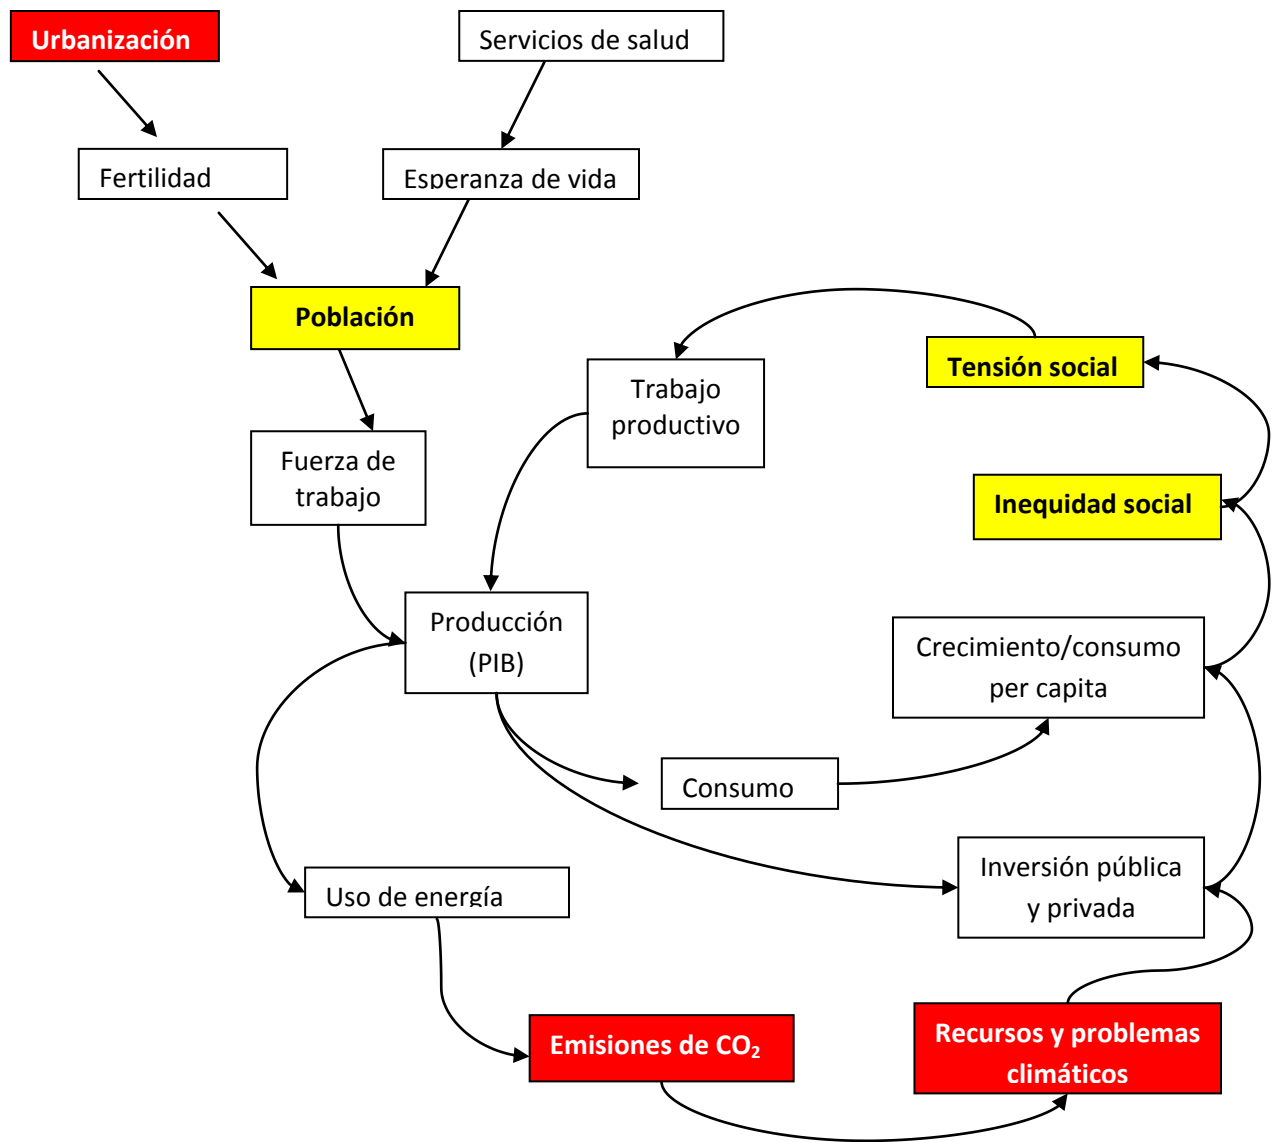 Urbanización
Servicios de salud
Fertilidad
Esperanza de vida
Población
Tensión social
Trabajo
productivo
Fuerza de
trabajo
Inequidad social
Producción
(PIB)
Crecimiento/consumo
per capita
Consumo
Inversión pública
y privada
Uso de energía
Emisiones de CO₂
Recursos y problemas
climáticos